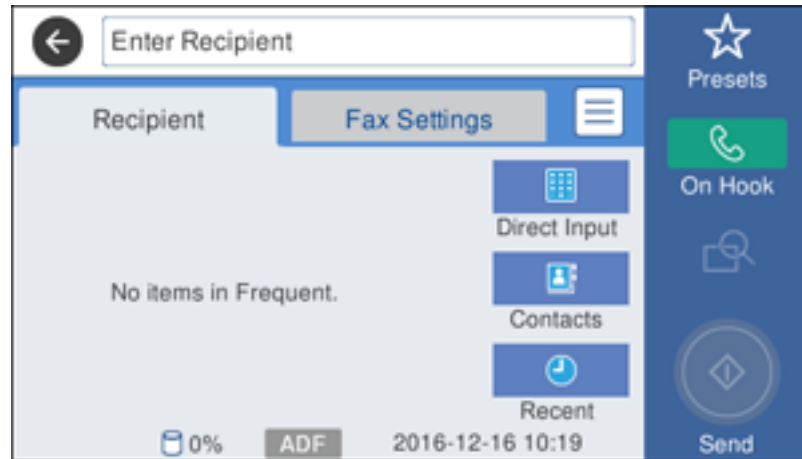 Enter Recipient
Presets
Recipient
Fax Settings
On Hook
Direct Input
No items in Frequent.
Contacts
Recent
0%
ADF
2016-12-16 10:19
Send